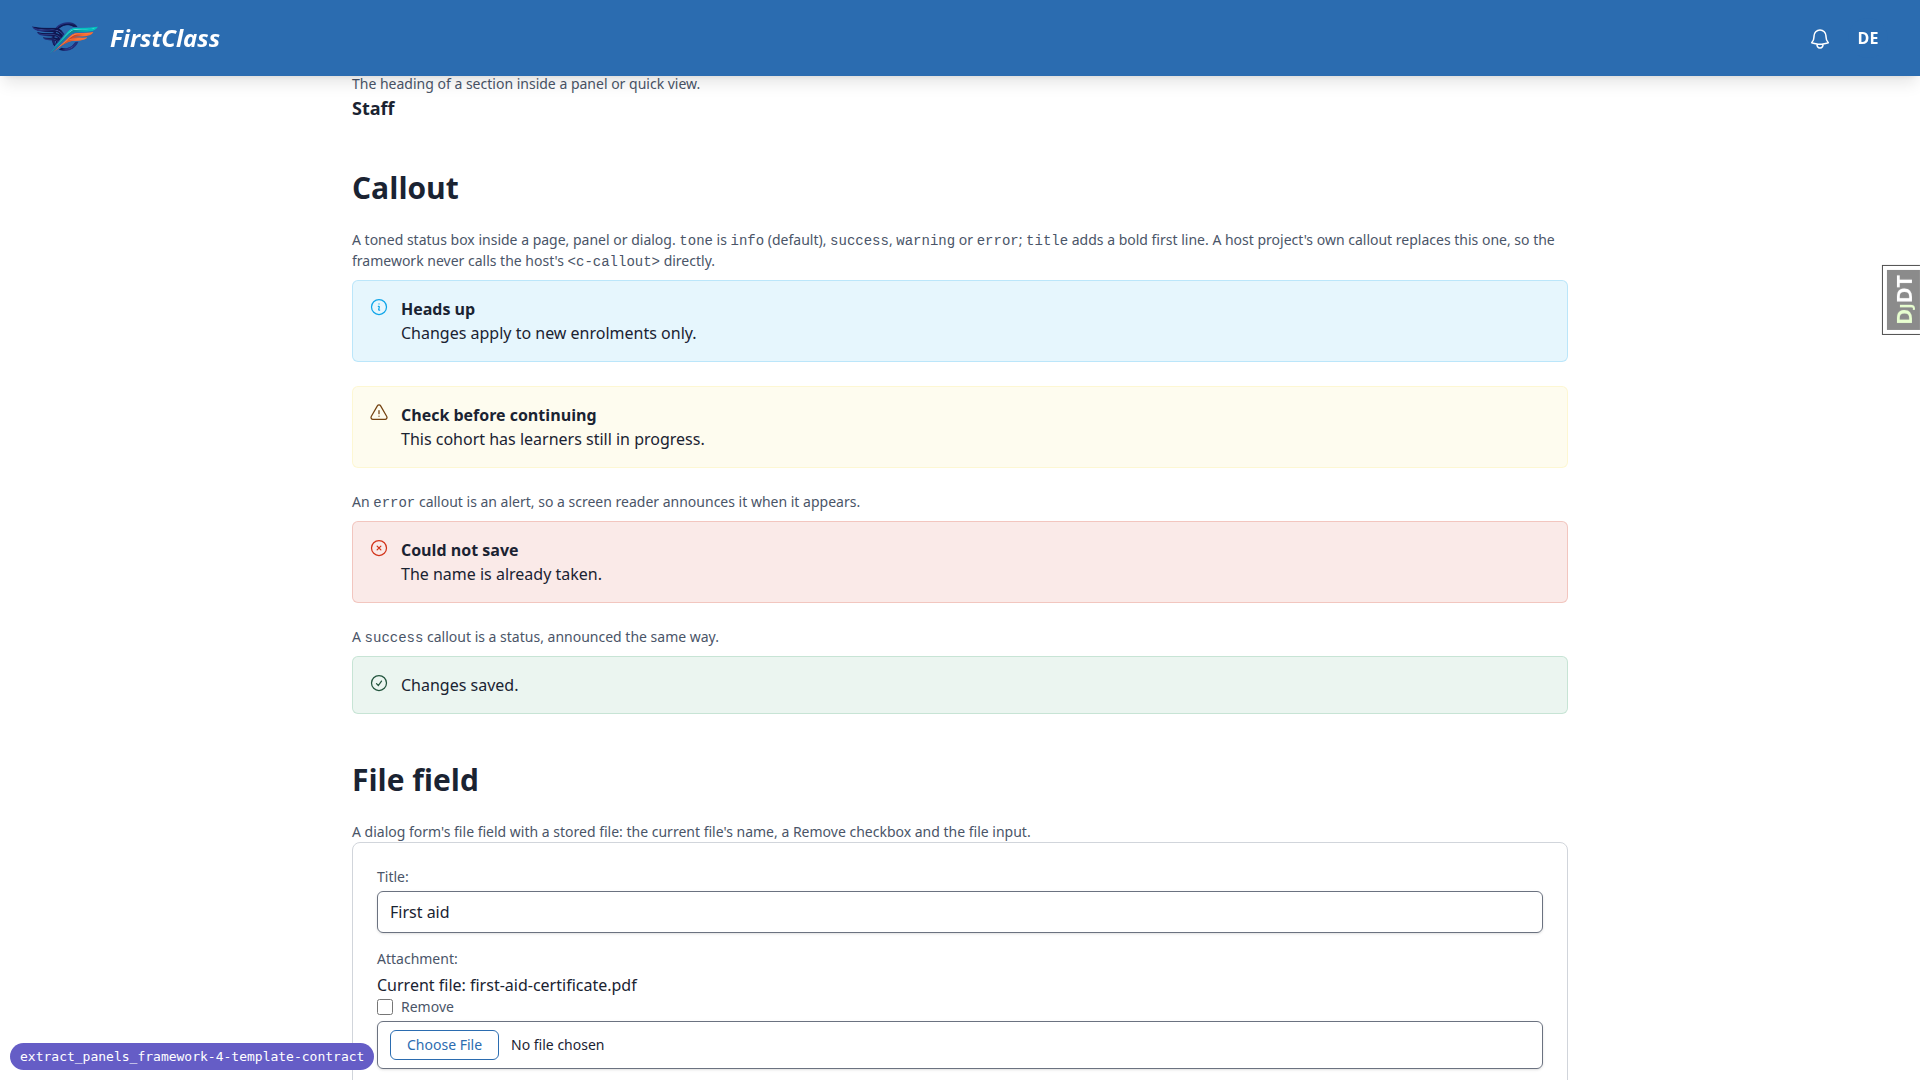 FirstClass
DE
The heading of a section inside a panel or quick view.
Staff
Callout
A toned status box inside a page, panel or dialog. tone is info (default), success, warning or error; title adds a bold first line. A host project's own callout replaces this one, so the
framework never calls the host's <c-callout> directly.
Heads up
Changes apply to new enrolments only.
DjDT
Check before continuing
This cohort has learners still in progress.
An error callout is an alert, so a screen reader announces it when it appears.
Could not save
The name is already taken.
A success callout is a status, announced the same way.
Changes saved.
File field
A dialog form's file field with a stored file: the current file's name, a Remove checkbox and the file input.
Title:
First aid
Attachment:
Current file: first-aid-certificate.pdf
Remove
Choose File No file chosen
extract_panels_framework-4-template-contract